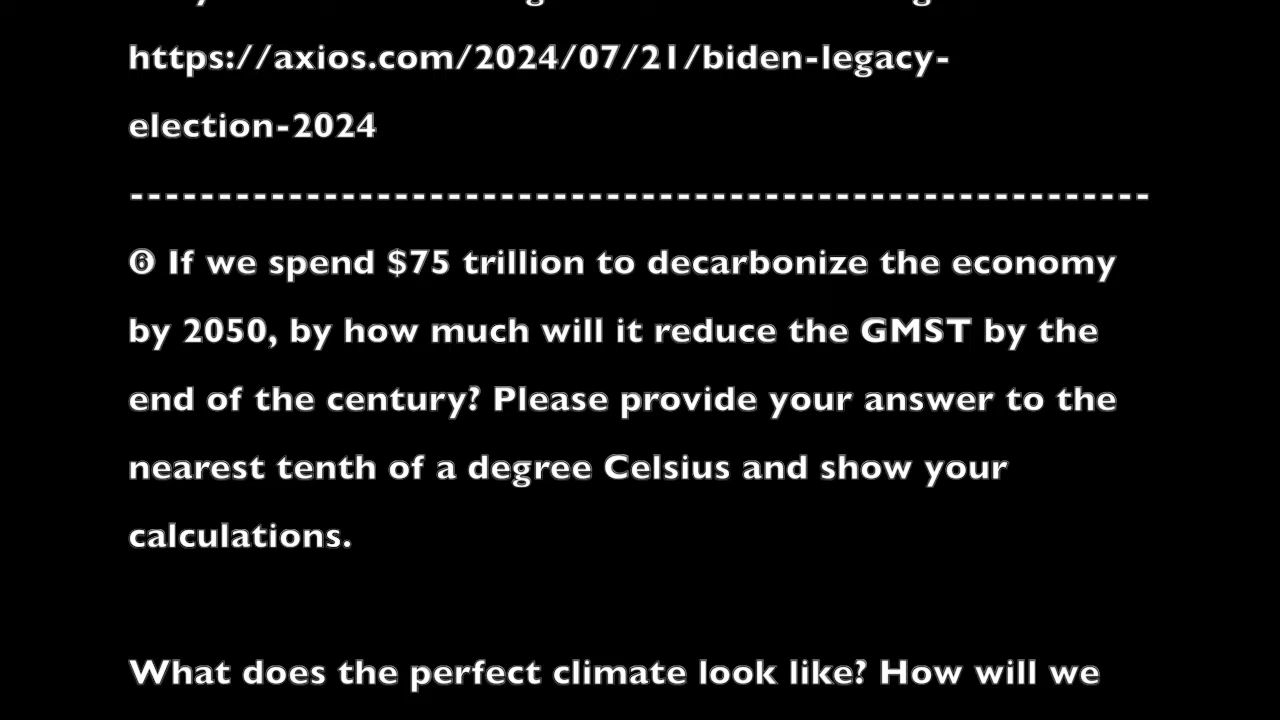 https://axios.com/2024/07/21/biden-legacy-
election-2024
----------------------------------------------------------
❻ If we spend $75 trillion to decarbonize the economy
by 2050, by how much will it reduce the GMST by the
end of the century? Please provide your answer to the
nearest tenth of a degree Celsius and show your
calculations.
What does the perfect climate look like? How will we